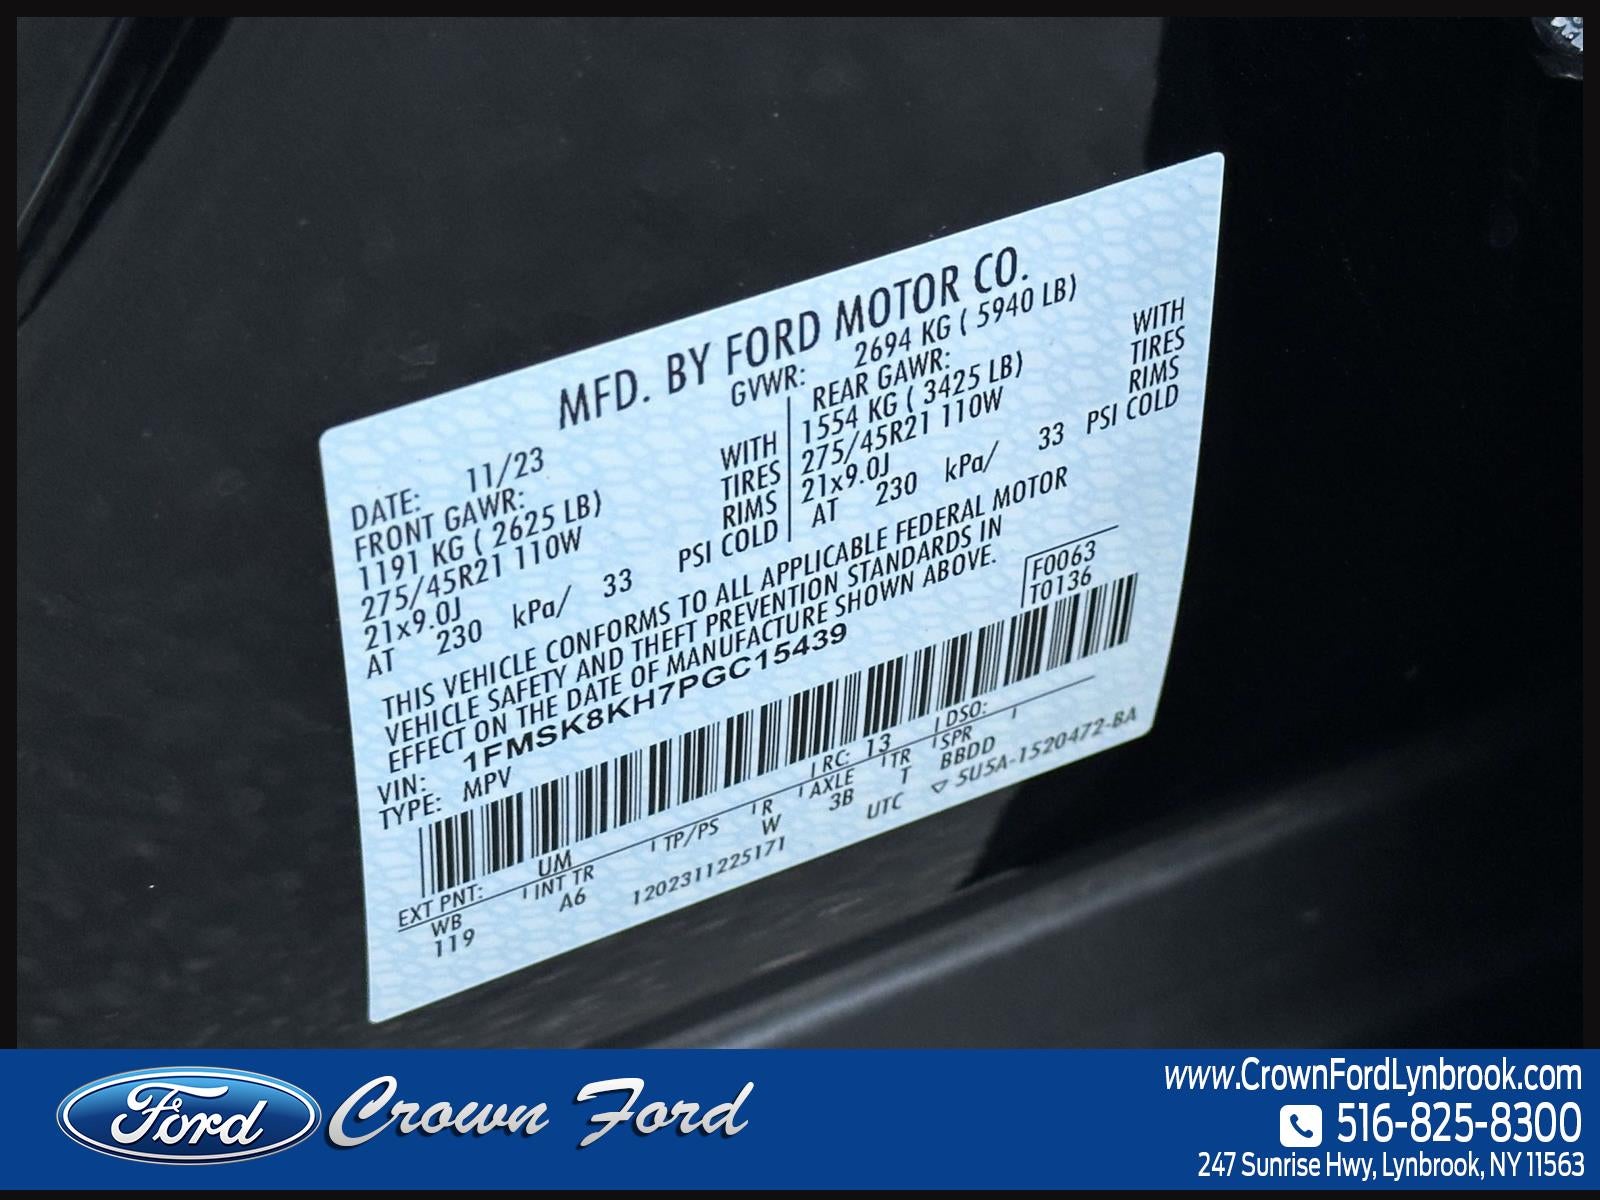 MFD. BY FORD MOTOR CO.
DATE: 11/23 GVWR: 2694 KG ( 5940 LB)
FRONT GAWR: REAR GAWR:
1191 KG ( 2625 LB) WITH 1554 KG ( 3425 LB) WITH
275/45R21 110W TIRES 275/45R21 110W TIRES
21x9.0J RIMS 21x9.0J RIMS
AT 230 kPa/ 33 PSI COLD AT 230 kPa/ 33 PSI COLD
THIS VEHICLE CONFORMS TO ALL APPLICABLE FEDERAL MOTOR
VEHICLE SAFETY AND THEFT PREVENTION STANDARDS IN
EFFECT ON THE DATE OF MANUFACTURE SHOWN ABOVE.
VIN: 1FMSK8KH7PGC15439 F0063
TYPE: MPV T0136
EXT PNT: UM RC: 13 DSO:
WB INT TR TP/PS R AXLE TR SPR
119 A6 W 3B T BBDD
1202311225171 UTC ▽ 5U5A-1520472-BA
Ford Crown Ford
www.CrownFordLynbrook.com
516-825-8300
247 Sunrise Hwy, Lynbrook, NY 11563